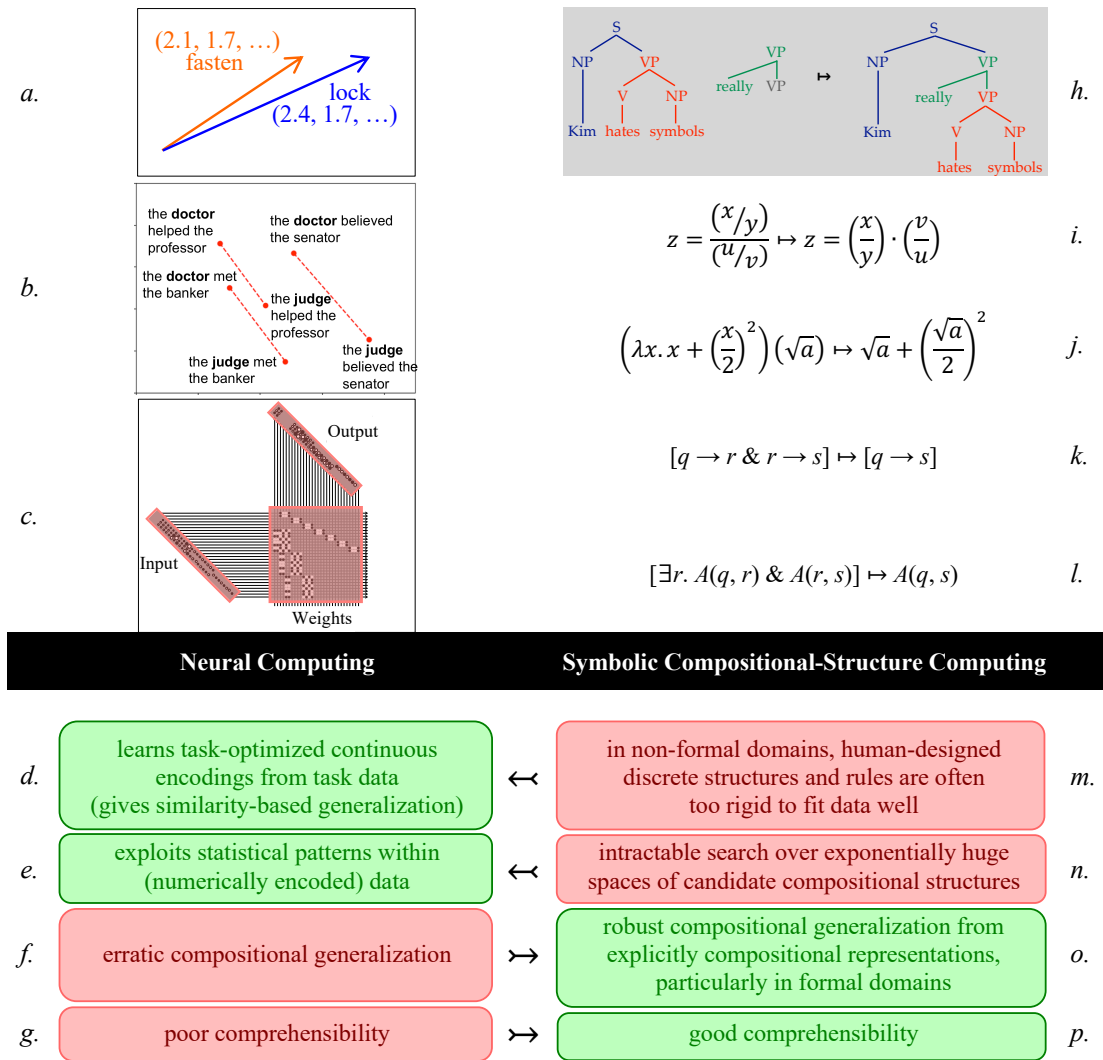 a.
(2.1, 1.7, …)
fasten
lock
(2.4, 1.7, …)
S
NP VP
V NP
Kim hates symbols
VP
really VP
↦
S
NP VP
really VP
Kim V NP
hates symbols
h.
b.
the doctor
helped the
professor
the doctor believed
the senator
the doctor met
the banker
the judge
helped the
professor
the judge met
the banker
the judge
believed the
senator
z = (x/y)/(u/v) ↦ z = (x/y) · (v/u)
i.
(λx. x + (x/2)²)(√a) ↦ √a + (√a/2)²
j.
c.
Output
Input
Weights
[q → r & r → s] ↦ [q → s]
k.
[∃r. A(q, r) & A(r, s)] ↦ A(q, s)
l.
Neural Computing
Symbolic Compositional-Structure Computing
d.
learns task-optimized continuous
encodings from task data
(gives similarity-based generalization)
in non-formal domains, human-designed
discrete structures and rules are often
too rigid to fit data well
m.
e.
exploits statistical patterns within
(numerically encoded) data
intractable search over exponentially huge
spaces of candidate compositional structures
n.
f.
erratic compositional generalization
robust compositional generalization from
explicitly compositional representations,
particularly in formal domains
o.
g.
poor comprehensibility
good comprehensibility
p.